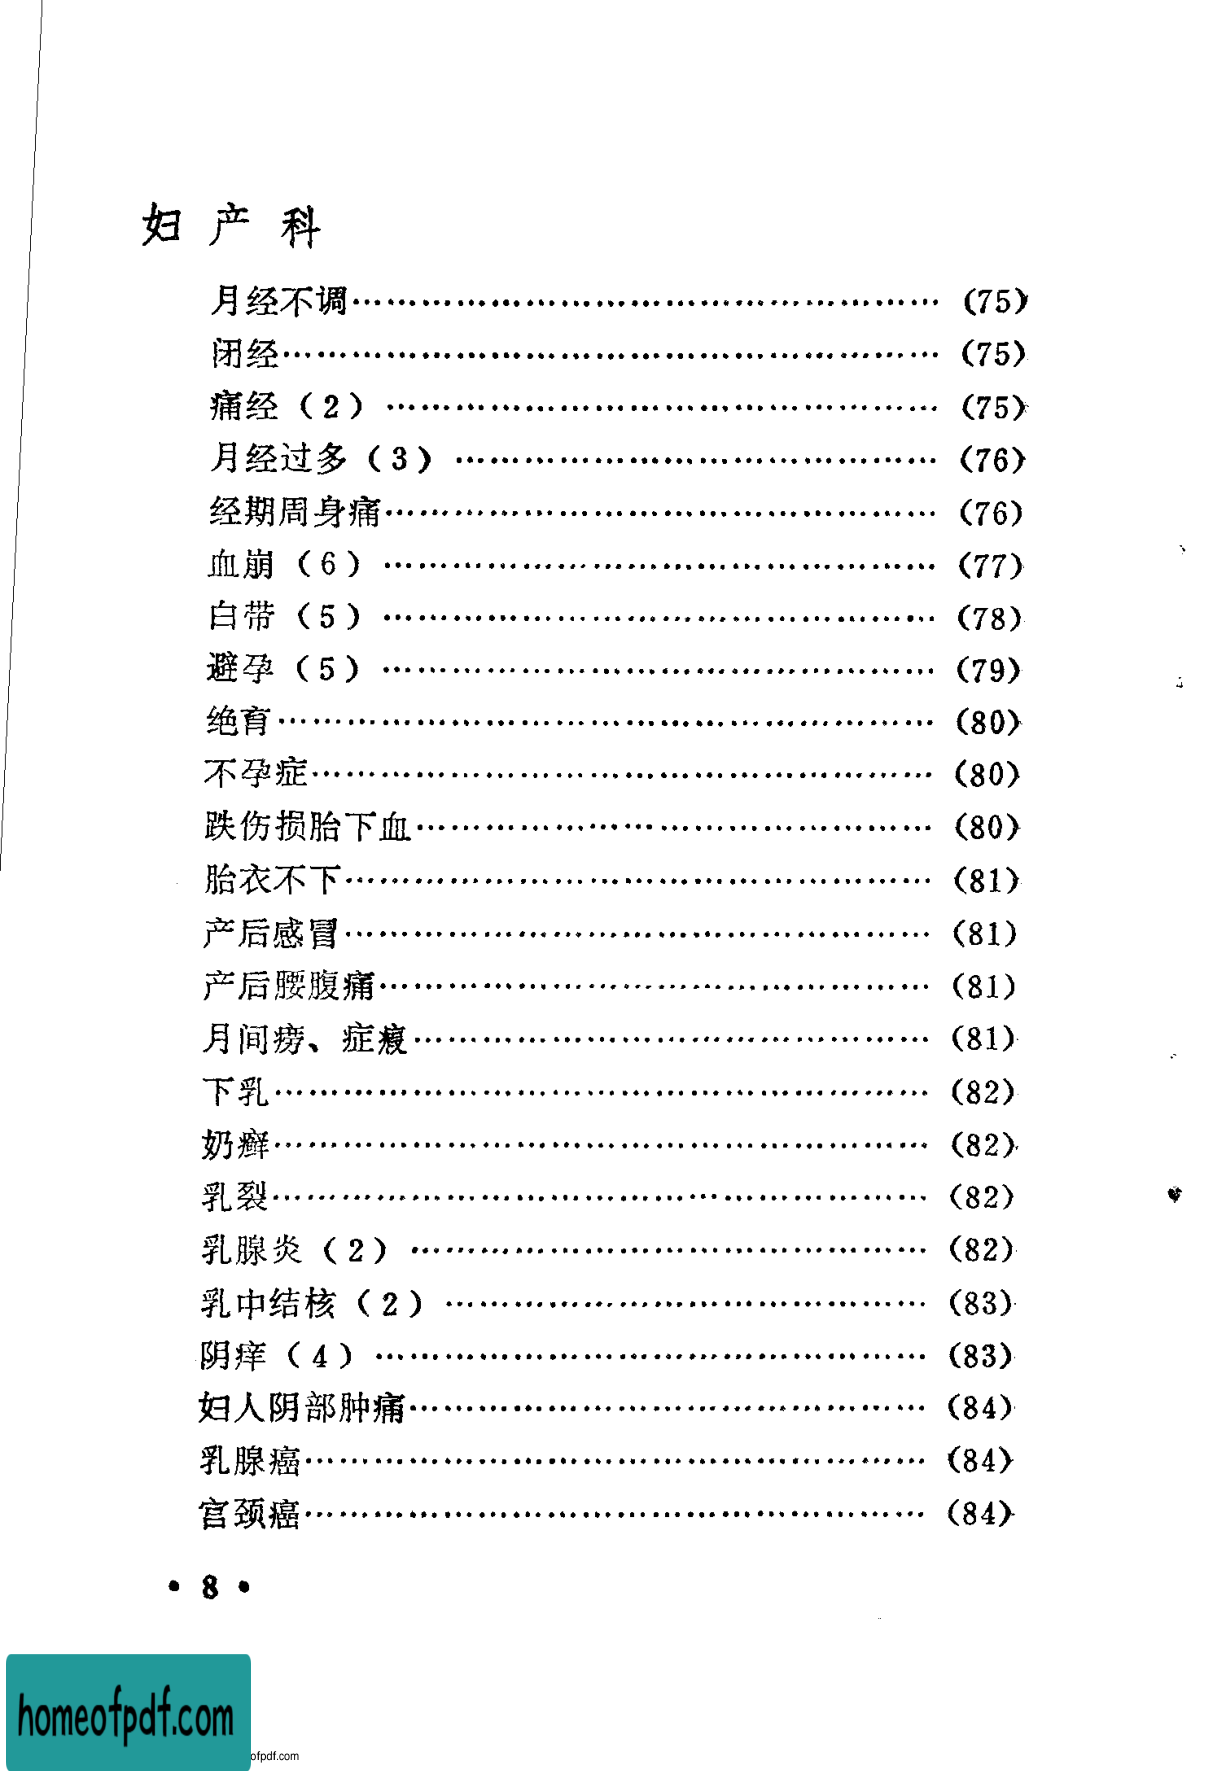 妇产科
月经不调…………………………………………(75)
闭经…………………………………………(75)
痛经（2）…………………………………………(75)
月经过多（3）…………………………………………(76)
经期周身痛…………………………………………(76)
血崩（6）…………………………………………(77)
白带（5）…………………………………………(78)
避孕（5）…………………………………………(79)
绝育…………………………………………(80)
不孕症…………………………………………(80)
跌伤损胎下血…………………………………………(80)
胎衣不下…………………………………………(81)
产后感冒…………………………………………(81)
产后腰腹痛…………………………………………(81)
月间痨、症瘕…………………………………………(81)
下乳…………………………………………(82)
奶癣…………………………………………(82)
乳裂…………………………………………(82)
乳腺炎（2）…………………………………………(82)
乳中结核（2）…………………………………………(83)
阴痒（4）…………………………………………(83)
妇人阴部肿痛…………………………………………(84)
乳腺癌…………………………………………(84)
宫颈癌…………………………………………(84)
• 8 •
homeofpdf.com
ofpdf.com